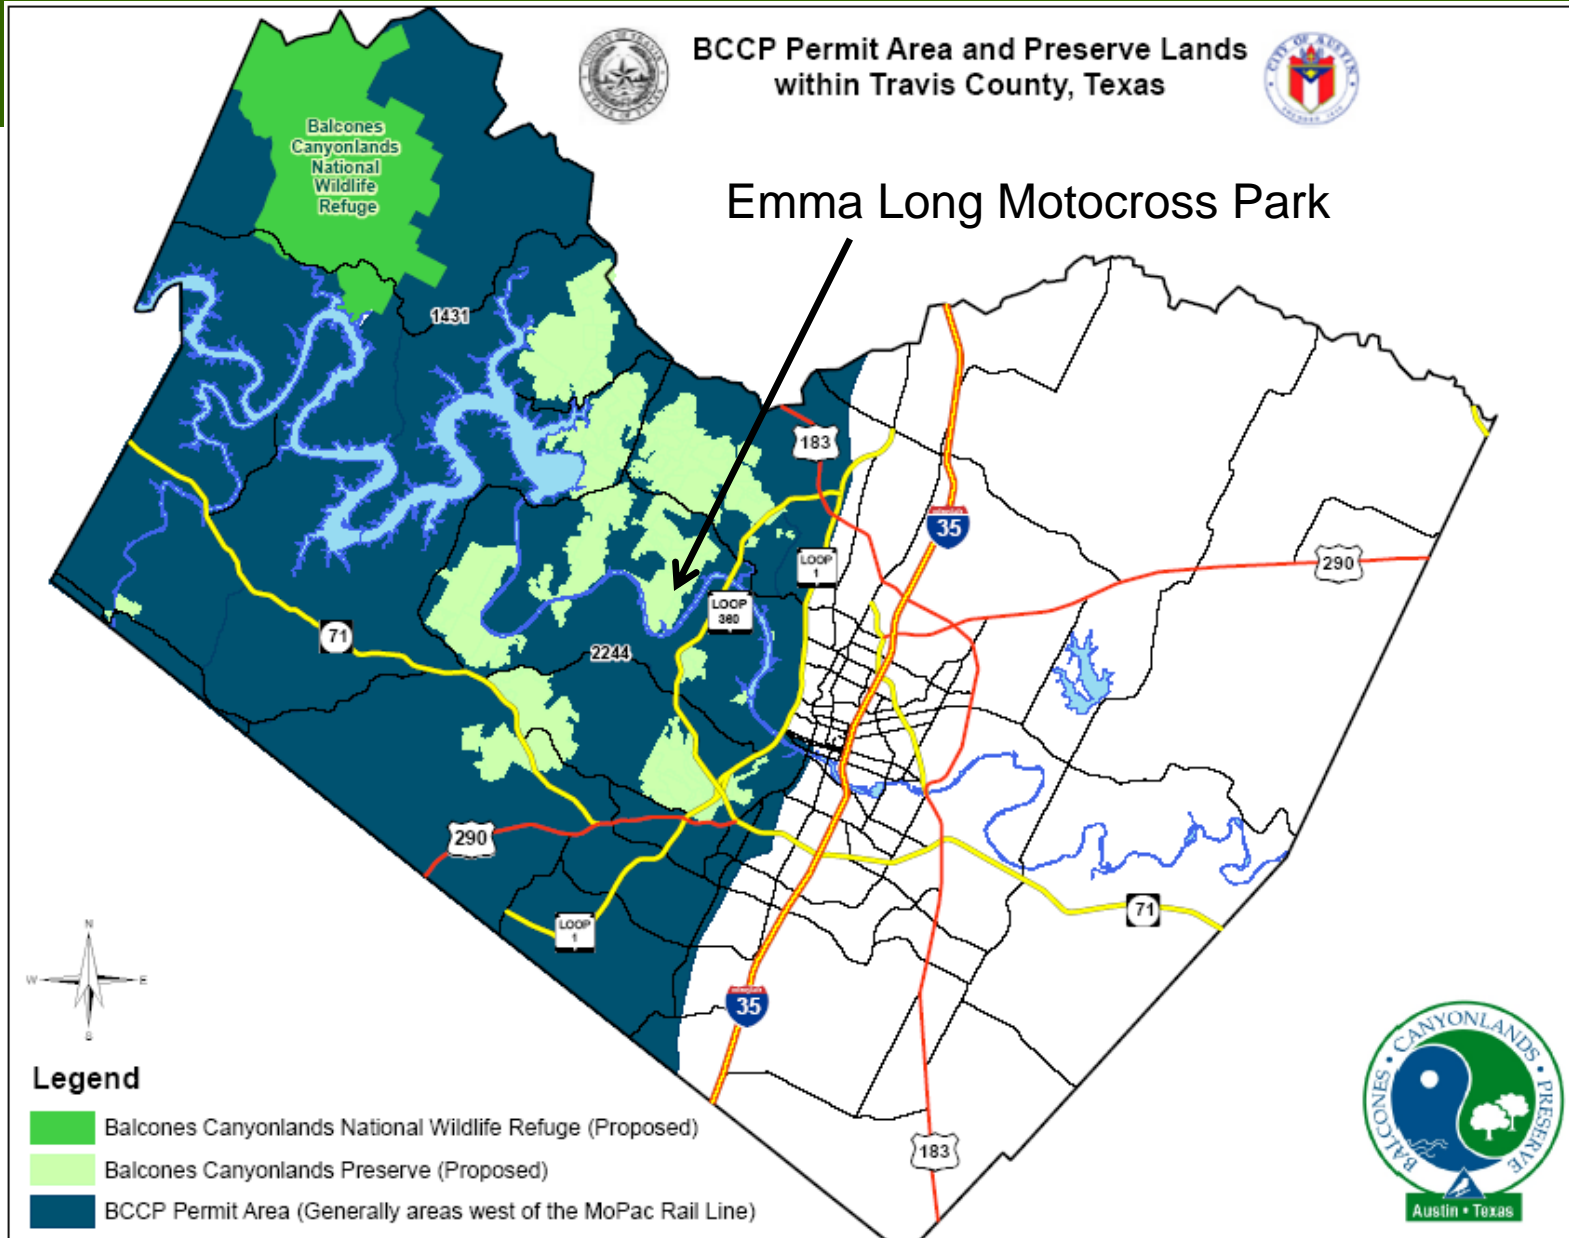 BCCP Permit Area and Preserve Lands
within Travis County, Texas
CITY OF AUSTIN
Balcones
Canyonlands
National
Wildlife
Refuge
Emma Long Motocross Park
1431
183
35
LOOP
1
290
LOOP
360
71
2244
290
71
LOOP
1
35
183
N
W
E
S
Legend
Balcones Canyonlands National Wildlife Refuge (Proposed)
Balcones Canyonlands Preserve (Proposed)
BCCP Permit Area (Generally areas west of the MoPac Rail Line)
BALCONES • CANYONLANDS • PRESERVE
Austin • Texas